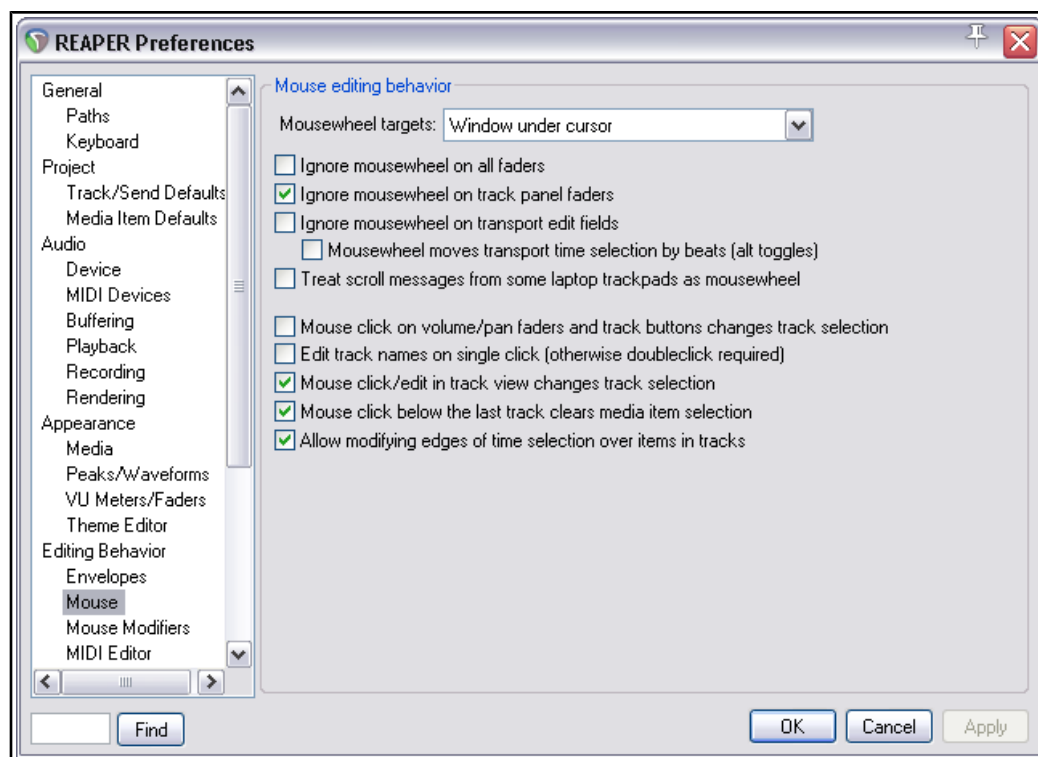 REAPER Preferences
General
Paths
Keyboard
Project
Track/Send Defaults
Media Item Defaults
Audio
Device
MIDI Devices
Buffering
Playback
Recording
Rendering
Appearance
Media
Peaks/Waveforms
VU Meters/Faders
Theme Editor
Editing Behavior
Envelopes
Mouse
Mouse Modifiers
MIDI Editor
Mouse editing behavior
Mousewheel targets: Window under cursor
Ignore mousewheel on all faders
Ignore mousewheel on track panel faders
Ignore mousewheel on transport edit fields
Mousewheel moves transport time selection by beats (alt toggles)
Treat scroll messages from some laptop trackpads as mousewheel
Mouse click on volume/pan faders and track buttons changes track selection
Edit track names on single click (otherwise doubleclick required)
Mouse click/edit in track view changes track selection
Mouse click below the last track clears media item selection
Allow modifying edges of time selection over items in tracks
Find
OK Cancel Apply